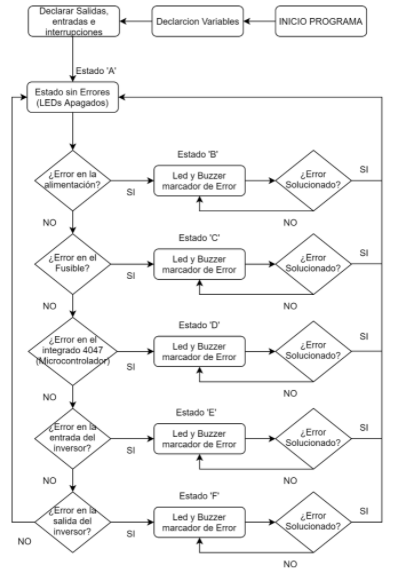 Declarar Salidas,
entradas e
interrupciones
Declarcion Variables
INICIO PROGRAMA
Estado 'A'
Estado sin Errores
(LEDs Apagados)
Estado 'B'
¿Error en la
alimentación?
SI
Led y Buzzer
marcador de Error
¿Error
Solucionado?
SI
NO
NO
Estado 'C'
¿Error en el
Fusible?
SI
Led y Buzzer
marcador de Error
¿Error
Solucionado?
SI
NO
NO
Estado 'D'
¿Error en el
integrado 4047
(Microcontrolador)
SI
Led y Buzzer
marcador de Error
¿Error
Solucionado?
SI
NO
NO
Estado 'E'
¿Error en la
entrada del
inversor?
SI
Led y Buzzer
marcador de Error
¿Error
Solucionado?
SI
NO
NO
Estado 'F'
¿Error en la
salida del
inversor?
SI
Led y Buzzer
marcador de Error
¿Error
Solucionado?
SI
NO
NO